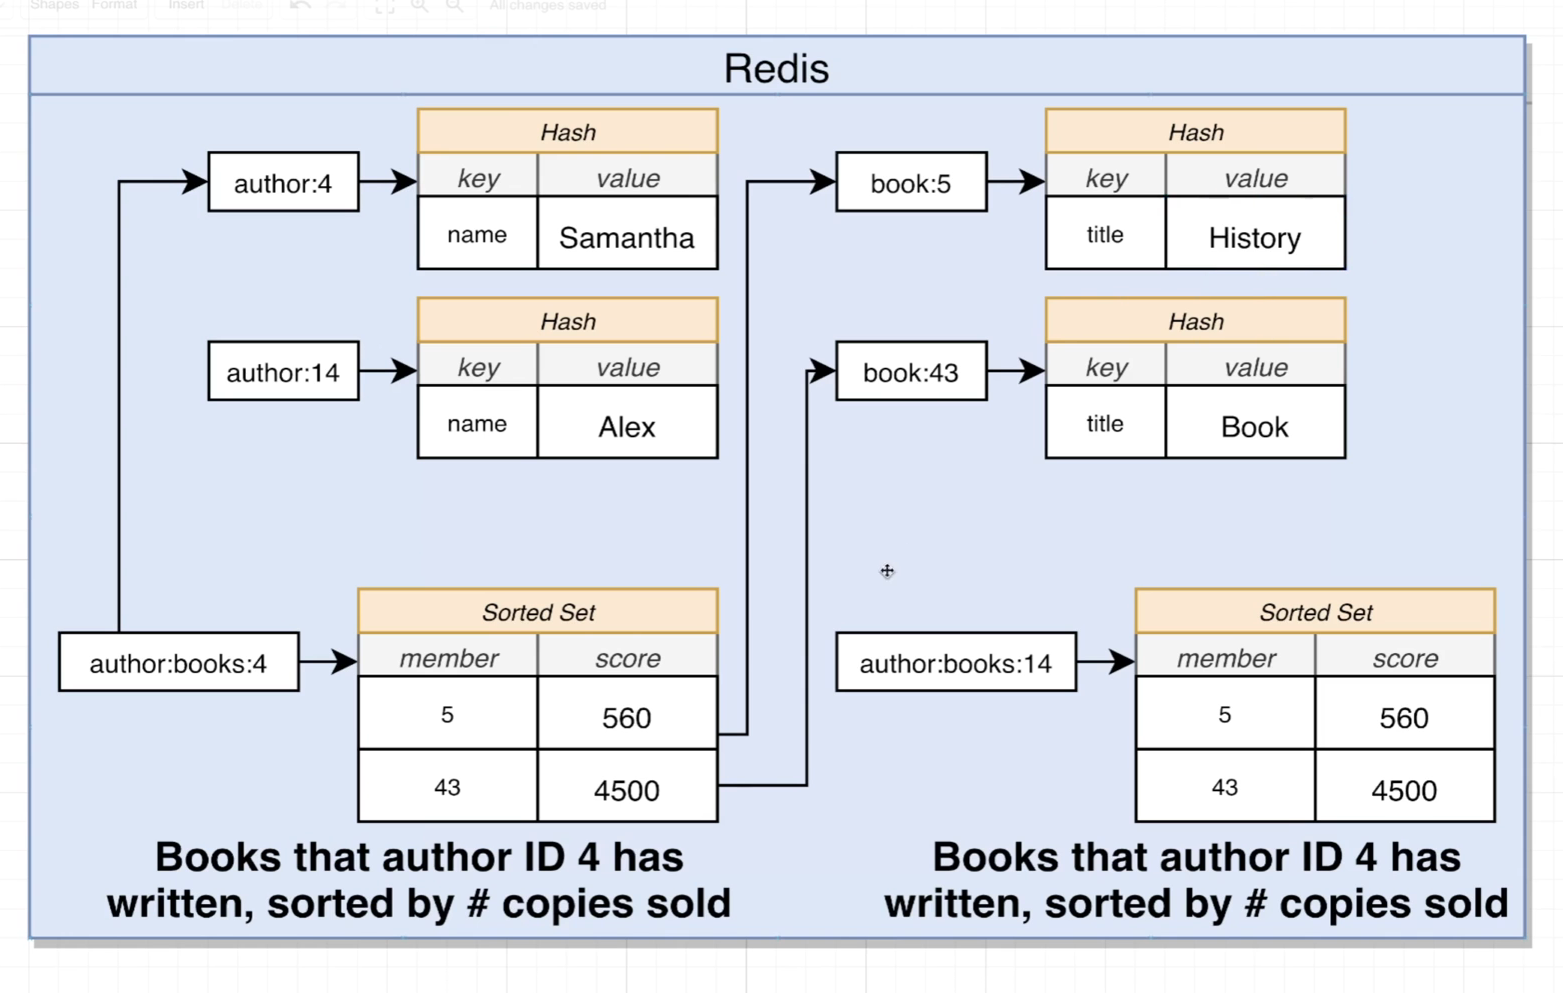 Shapes Format Insert Delete All changes saved
Redis
Hash
author:4
key value
name Samantha
Hash
book:5
key value
title History
Hash
author:14
key value
name Alex
Hash
book:43
key value
title Book
Sorted Set
author:books:4
member score
5 560
43 4500
Books that author ID 4 has
written, sorted by # copies sold
Sorted Set
author:books:14
member score
5 560
43 4500
Books that author ID 4 has
written, sorted by # copies sold